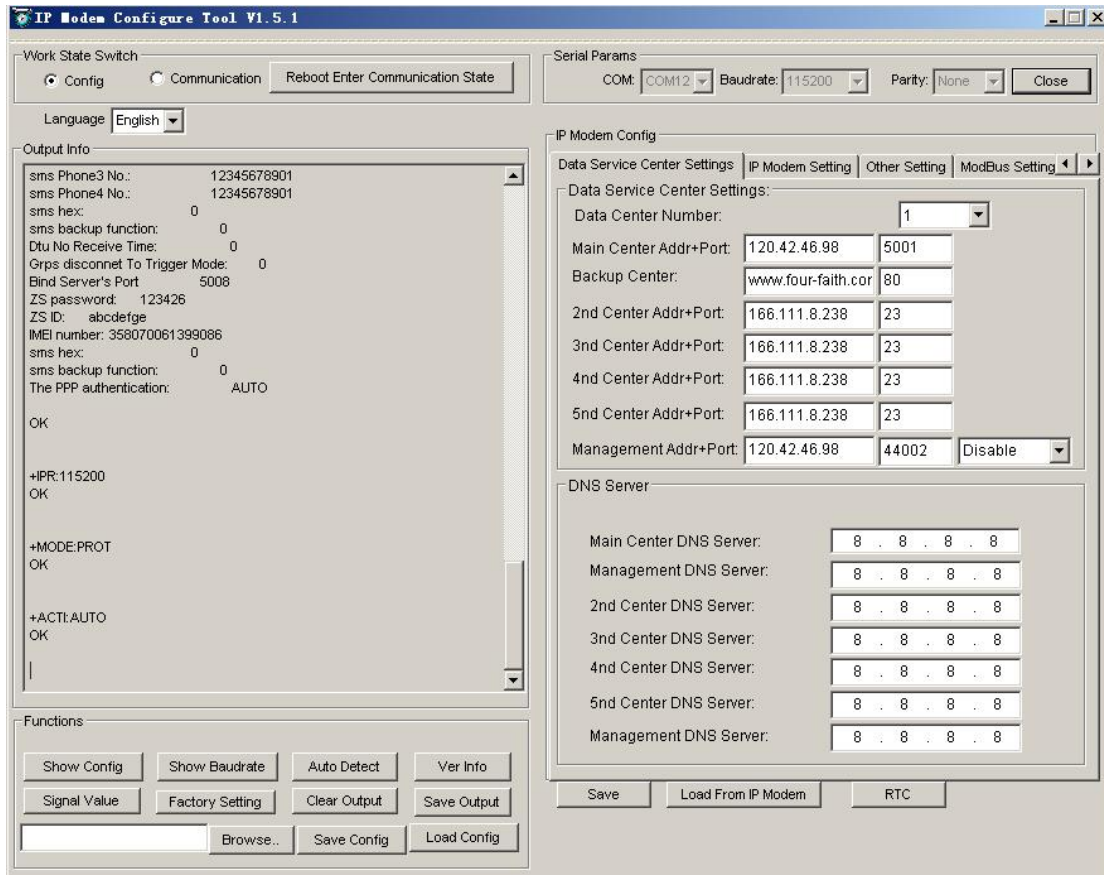 IP Modem Configure Tool V1.5.1
Work State Switch
Config Communication Reboot Enter Communication State
Serial Params
COM: COM12 Baudrate: 115200 Parity: None Close
Language English
Output Info
sms Phone3 No.: 12345678901
sms Phone4 No.: 12345678901
sms hex: 0
sms backup function: 0
Dtu No Receive Time: 0
Grps disconnet To Trigger Mode: 0
Bind Server's Port 5008
ZS password: 123426
ZS ID: abcdefge
IMEI number: 358070061399086
sms hex: 0
sms backup function: 0
The PPP authentication: AUTO
OK
+IPR:115200
OK
+MODE:PROT
OK
+ACTI:AUTO
OK
Functions
Show Config Show Baudrate Auto Detect Ver Info
Signal Value Factory Setting Clear Output Save Output
Browse.. Save Config Load Config
IP Modem Config
Data Service Center Settings IP Modem Setting Other Setting ModBus Setting
Data Service Center Settings:
Data Center Number: 1
Main Center Addr+Port: 120.42.46.98 5001
Backup Center: www.four-faith.cor 80
2nd Center Addr+Port: 166.111.8.238 23
3nd Center Addr+Port: 166.111.8.238 23
4nd Center Addr+Port: 166.111.8.238 23
5nd Center Addr+Port: 166.111.8.238 23
Management Addr+Port: 120.42.46.98 44002 Disable
DNS Server
Main Center DNS Server: 8 . 8 . 8 . 8
Management DNS Server: 8 . 8 . 8 . 8
2nd Center DNS Server: 8 . 8 . 8 . 8
3nd Center DNS Server: 8 . 8 . 8 . 8
4nd Center DNS Server: 8 . 8 . 8 . 8
5nd Center DNS Server: 8 . 8 . 8 . 8
Management DNS Server: 8 . 8 . 8 . 8
Save Load From IP Modem RTC